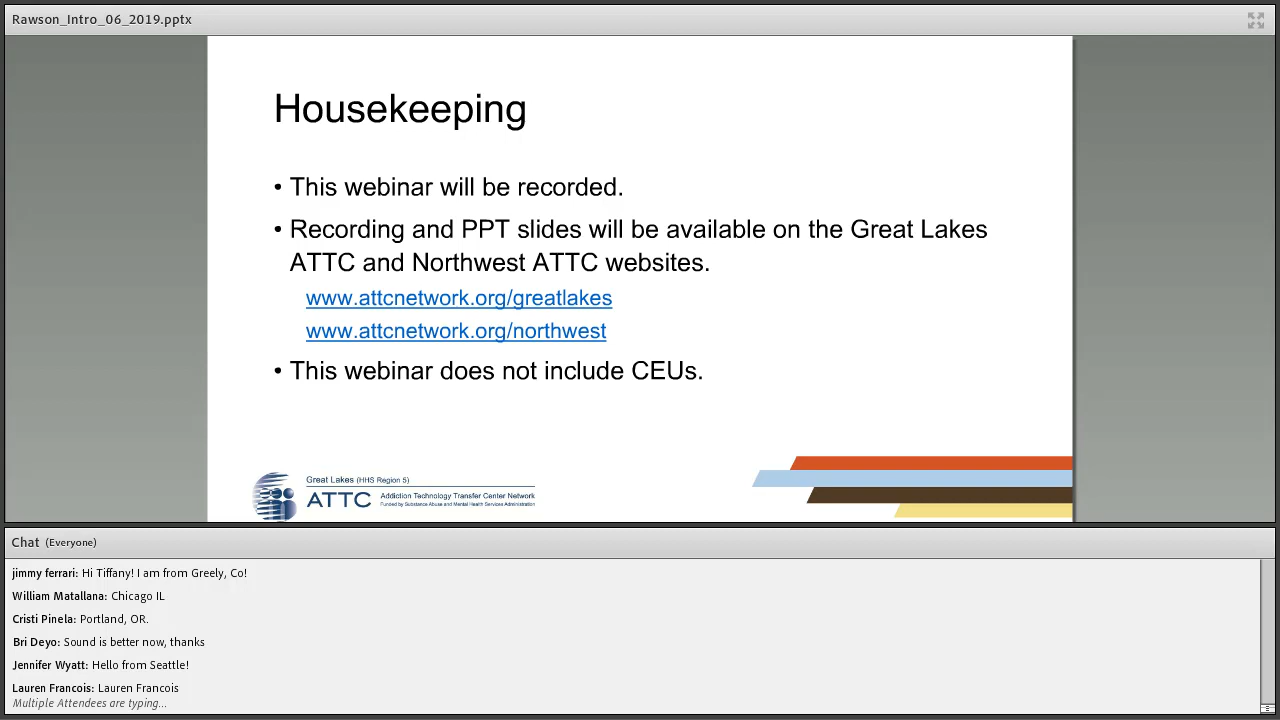 Rawson_Intro_06_2019.pptx
Housekeeping
• This webinar will be recorded.
• Recording and PPT slides will be available on the Great Lakes
ATTC and Northwest ATTC websites.
www.attcnetwork.org/greatlakes
www.attcnetwork.org/northwest
• This webinar does not include CEUs.
Great Lakes (HHS Region 5)
ATTC Addiction Technology Transfer Center Network
Funded by Substance Abuse and Mental Health Services Administration
Chat (Everyone)
jimmy ferrari: Hi Tiffany! I am from Greely, Co!
William Matallana: Chicago IL
Cristi Pinela: Portland, OR.
Bri Deyo: Sound is better now, thanks
Jennifer Wyatt: Hello from Seattle!
Lauren Francois: Lauren Francois
Multiple Attendees are typing...